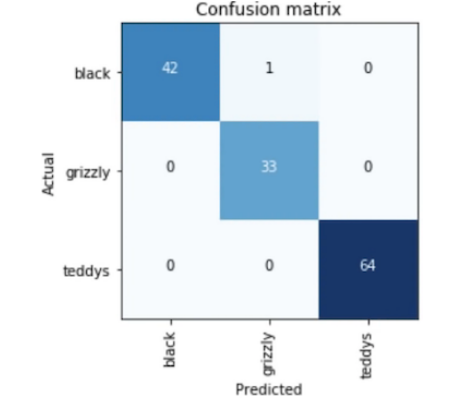 Confusion matrix
Actual
black 42 1 0
grizzly 0 33 0
teddys 0 0 64
black grizzly teddys
Predicted